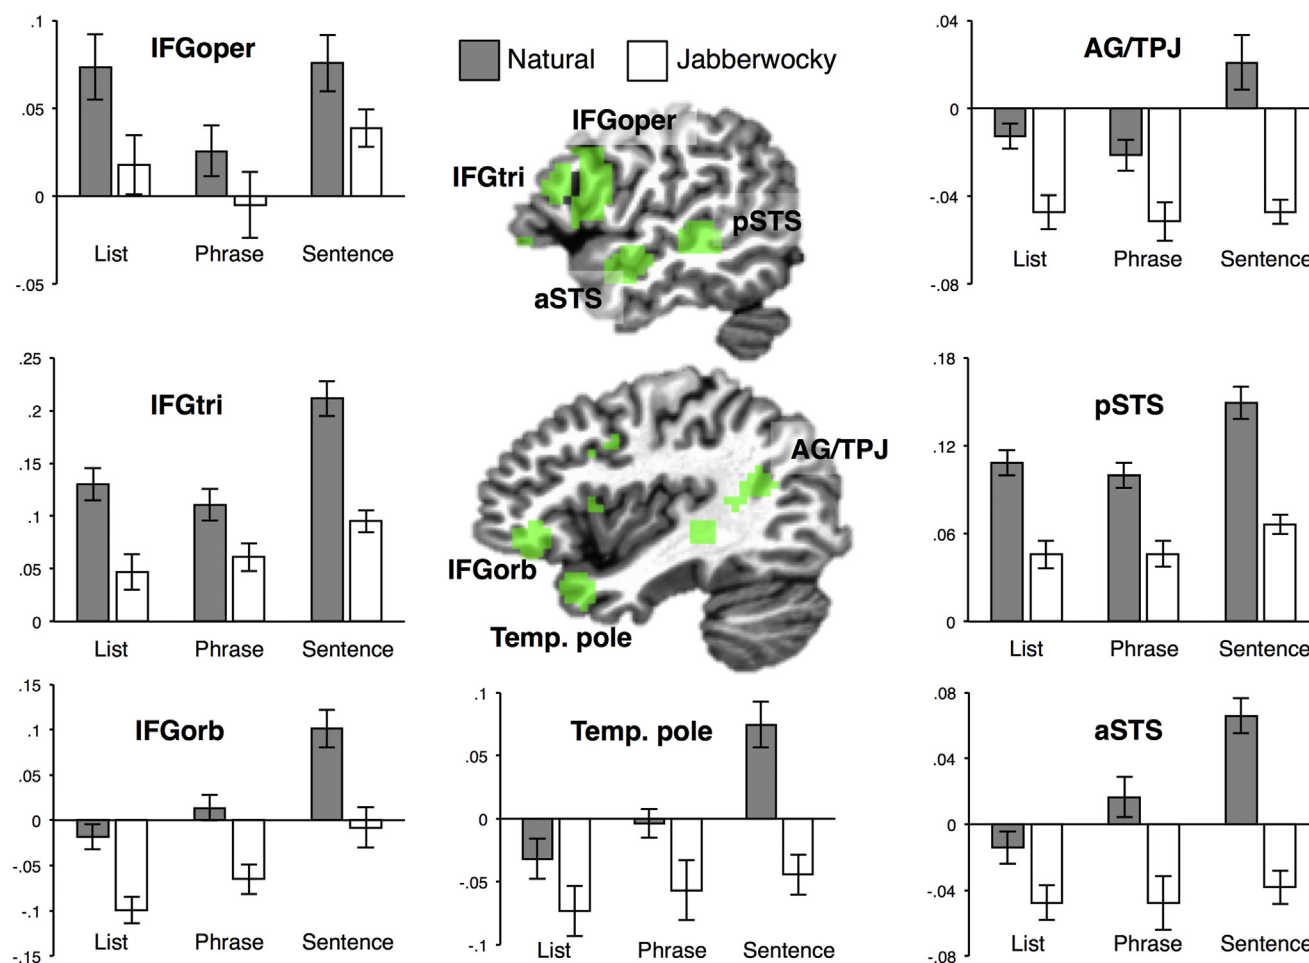 .1
IFGoper
.05
0
List
Phrase
Sentence
-.05
Natural
Jabberwocky
IFGoper
IFGtri
pSTS
aSTS
.04
AG/TPJ
0
-.04
List
Phrase
Sentence
-.08
.25
IFGtri
.2
.15
.1
.05
0
List
Phrase
Sentence
AG/TPJ
IFGorb
Temp. pole
.18
pSTS
.12
.06
0
List
Phrase
Sentence
.15
IFGorb
.1
.05
0
-.05
-.1
List
Phrase
Sentence
-.15
.1
Temp. pole
.05
0
-.05
List
Phrase
Sentence
-.1
.08
aSTS
.04
0
-.04
List
Phrase
Sentence
-.08